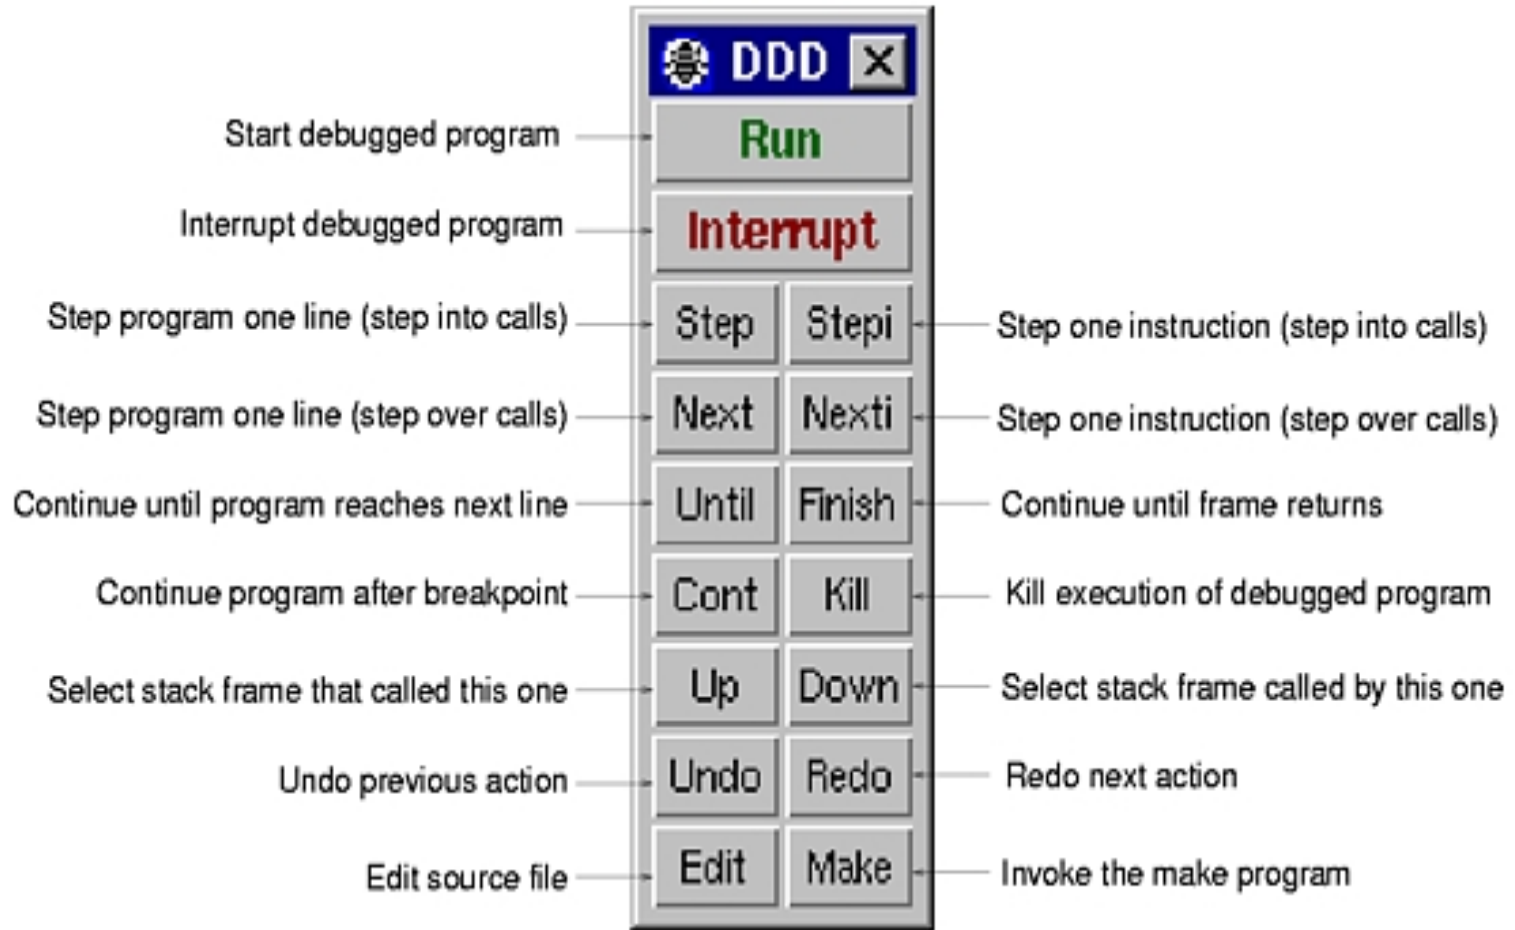 DDD
Start debugged program
Run
Interrupt debugged program
Interrupt
Step program one line (step into calls)
Step
Stepi
Step one instruction (step into calls)
Step program one line (step over calls)
Next
Nexti
Step one instruction (step over calls)
Continue until program reaches next line
Until
Finish
Continue until frame returns
Continue program after breakpoint
Cont
Kill
Kill execution of debugged program
Select stack frame that called this one
Up
Down
Select stack frame called by this one
Undo previous action
Undo
Redo
Redo next action
Edit source file
Edit
Make
Invoke the make program